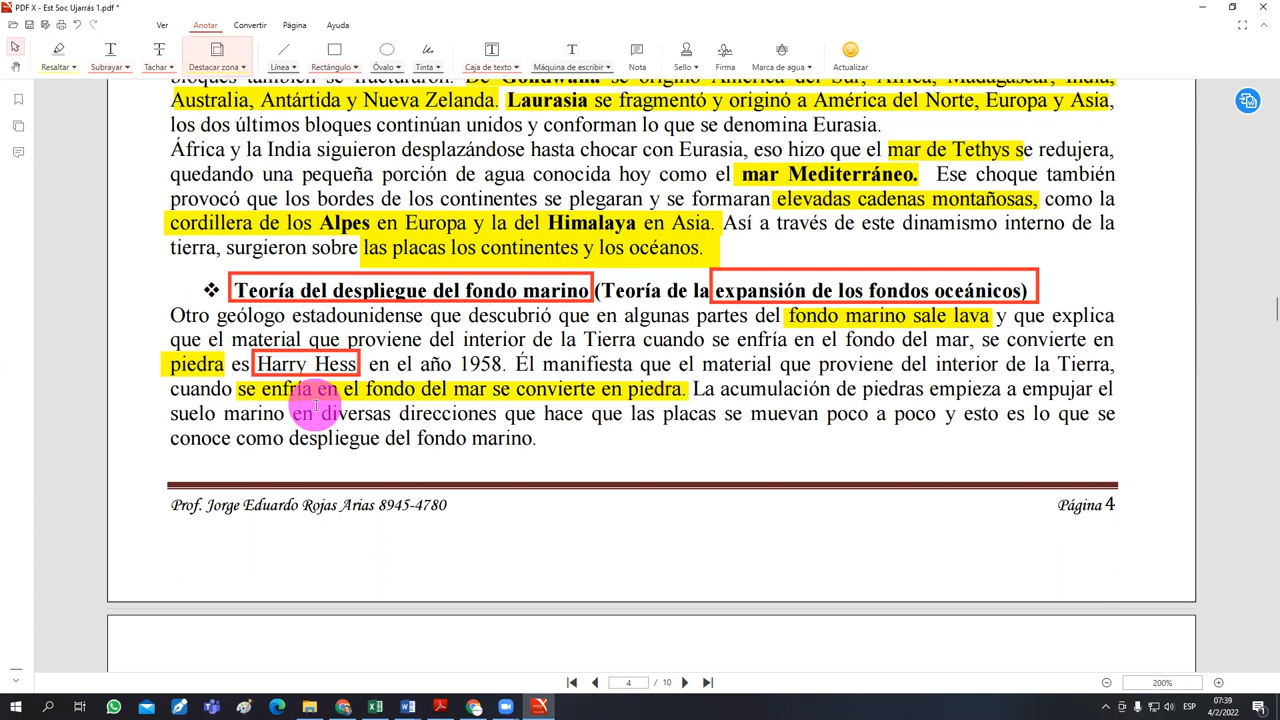 PDF X - Est Soc Ujarrás 1.pdf *
Ver Anotar Convertir Página Ayuda
Resaltar Subrayar Tachar Destacar zona Línea Rectángulo Óvalo Tinta Caja de texto Máquina de escribir Nota Sello Firma Marca de agua Actualizar
bloques también se fracturaron. De Gondwana se originó América del Sur, África, Madagascar, India,
Australia, Antártida y Nueva Zelanda. Laurasia se fragmentó y originó a América del Norte, Europa y Asia,
los dos últimos bloques continúan unidos y conforman lo que se denomina Eurasia.
África y la India siguieron desplazándose hasta chocar con Eurasia, eso hizo que el mar de Tethys se redujera,
quedando una pequeña porción de agua conocida hoy como el mar Mediterráneo. Ese choque también
provocó que los bordes de los continentes se plegaran y se formaran elevadas cadenas montañosas, como la
cordillera de los Alpes en Europa y la del Himalaya en Asia. Así a través de este dinamismo interno de la
tierra, surgieron sobre las placas los continentes y los océanos.
❖ Teoría del despliegue del fondo marino (Teoría de la expansión de los fondos oceánicos)
Otro geólogo estadounidense que descubrió que en algunas partes del fondo marino sale lava y que explica
que el material que proviene del interior de la Tierra cuando se enfría en el fondo del mar, se convierte en
piedra es Harry Hess en el año 1958. Él manifiesta que el material que proviene del interior de la Tierra,
cuando se enfría en el fondo del mar se convierte en piedra. La acumulación de piedras empieza a empujar el
suelo marino en diversas direcciones que hace que las placas se muevan poco a poco y esto es lo que se
conoce como despliegue del fondo marino.
Prof. Jorge Eduardo Rojas Arias 8945-4780 Página 4
4 / 10 200%
ESP 07:39
4/2/2022